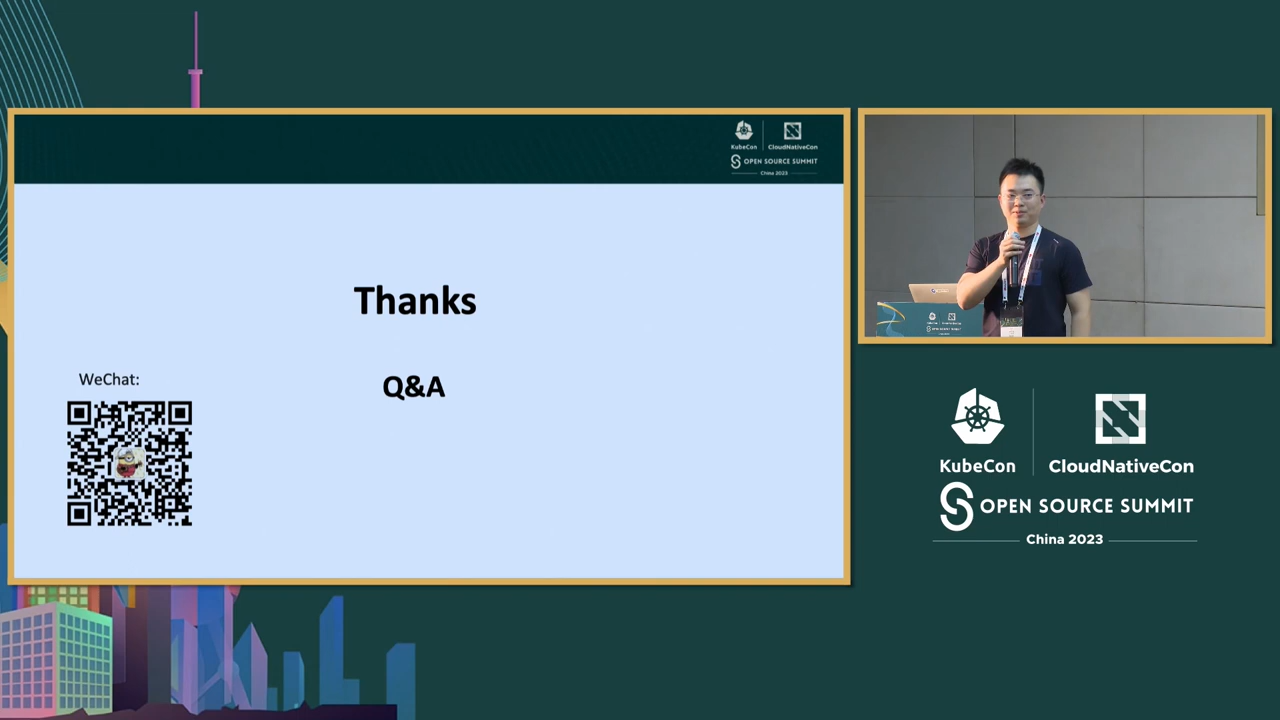 KubeCon
CloudNativeCon
OPEN SOURCE SUMMIT
China 2023
Thanks
Q&A
WeChat:
KubeCon
CloudNativeCon
OPEN SOURCE SUMMIT
China 2023